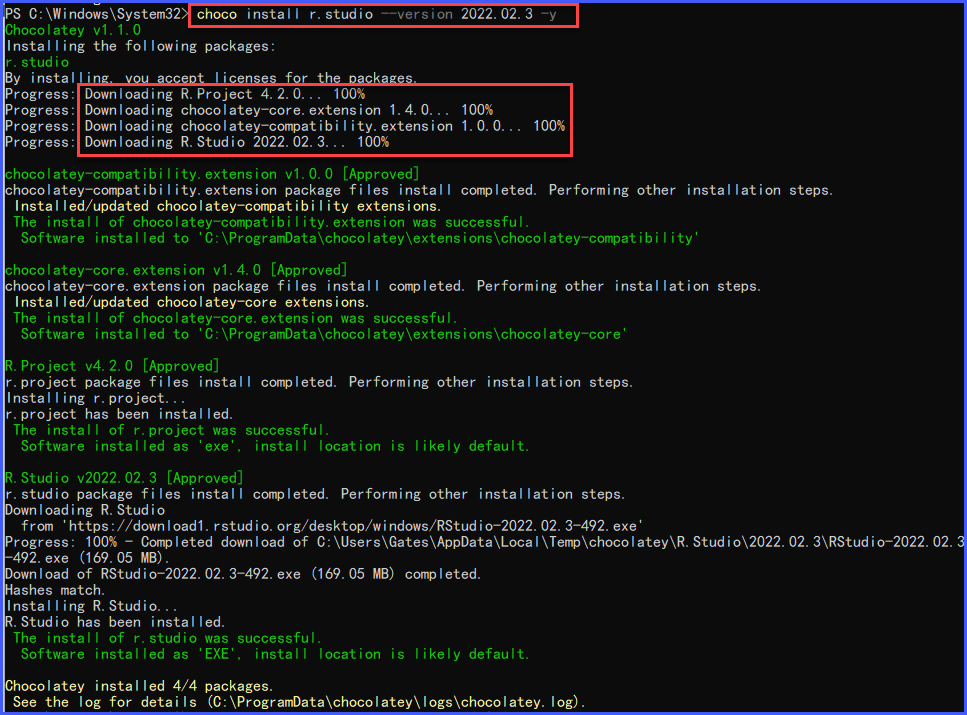 PS C:\Windows\System32> choco install r.studio --version 2022.02.3 -y
Chocolatey v1.1.0
Installing the following packages:
r.studio
By installing, you accept licenses for the packages.
Progress: Downloading R.Project 4.2.0... 100%
Progress: Downloading chocolatey-core.extension 1.4.0... 100%
Progress: Downloading chocolatey-compatibility.extension 1.0.0... 100%
Progress: Downloading R.Studio 2022.02.3... 100%
chocolatey-compatibility.extension v1.0.0 [Approved]
chocolatey-compatibility.extension package files install completed. Performing other installation steps.
Installed/updated chocolatey-compatibility extensions.
The install of chocolatey-compatibility.extension was successful.
Software installed to 'C:\ProgramData\chocolatey\extensions\chocolatey-compatibility'
chocolatey-core.extension v1.4.0 [Approved]
chocolatey-core.extension package files install completed. Performing other installation steps.
Installed/updated chocolatey-core extensions.
The install of chocolatey-core.extension was successful.
Software installed to 'C:\ProgramData\chocolatey\extensions\chocolatey-core'
R.Project v4.2.0 [Approved]
r.project package files install completed. Performing other installation steps.
Installing r.project...
r.project has been installed.
The install of r.project was successful.
Software installed as 'exe', install location is likely default.
R.Studio v2022.02.3 [Approved]
r.studio package files install completed. Performing other installation steps.
Downloading R.Studio
from 'https://download1.rstudio.org/desktop/windows/RStudio-2022.02.3-492.exe'
Progress: 100% - Completed download of C:\Users\Gates\AppData\Local\Temp\chocolatey\R.Studio\2022.02.3\RStudio-2022.02.3
-492.exe (169.05 MB).
Download of RStudio-2022.02.3-492.exe (169.05 MB) completed.
Hashes match.
Installing R.Studio...
R.Studio has been installed.
The install of r.studio was successful.
Software installed as 'EXE', install location is likely default.
Chocolatey installed 4/4 packages.
See the log for details (C:\ProgramData\chocolatey\logs\chocolatey.log).